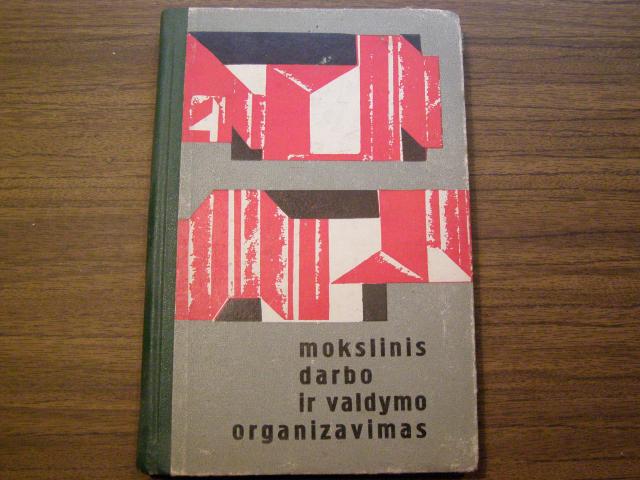 mokslinis
darbo
ir valdymo
organizavimas